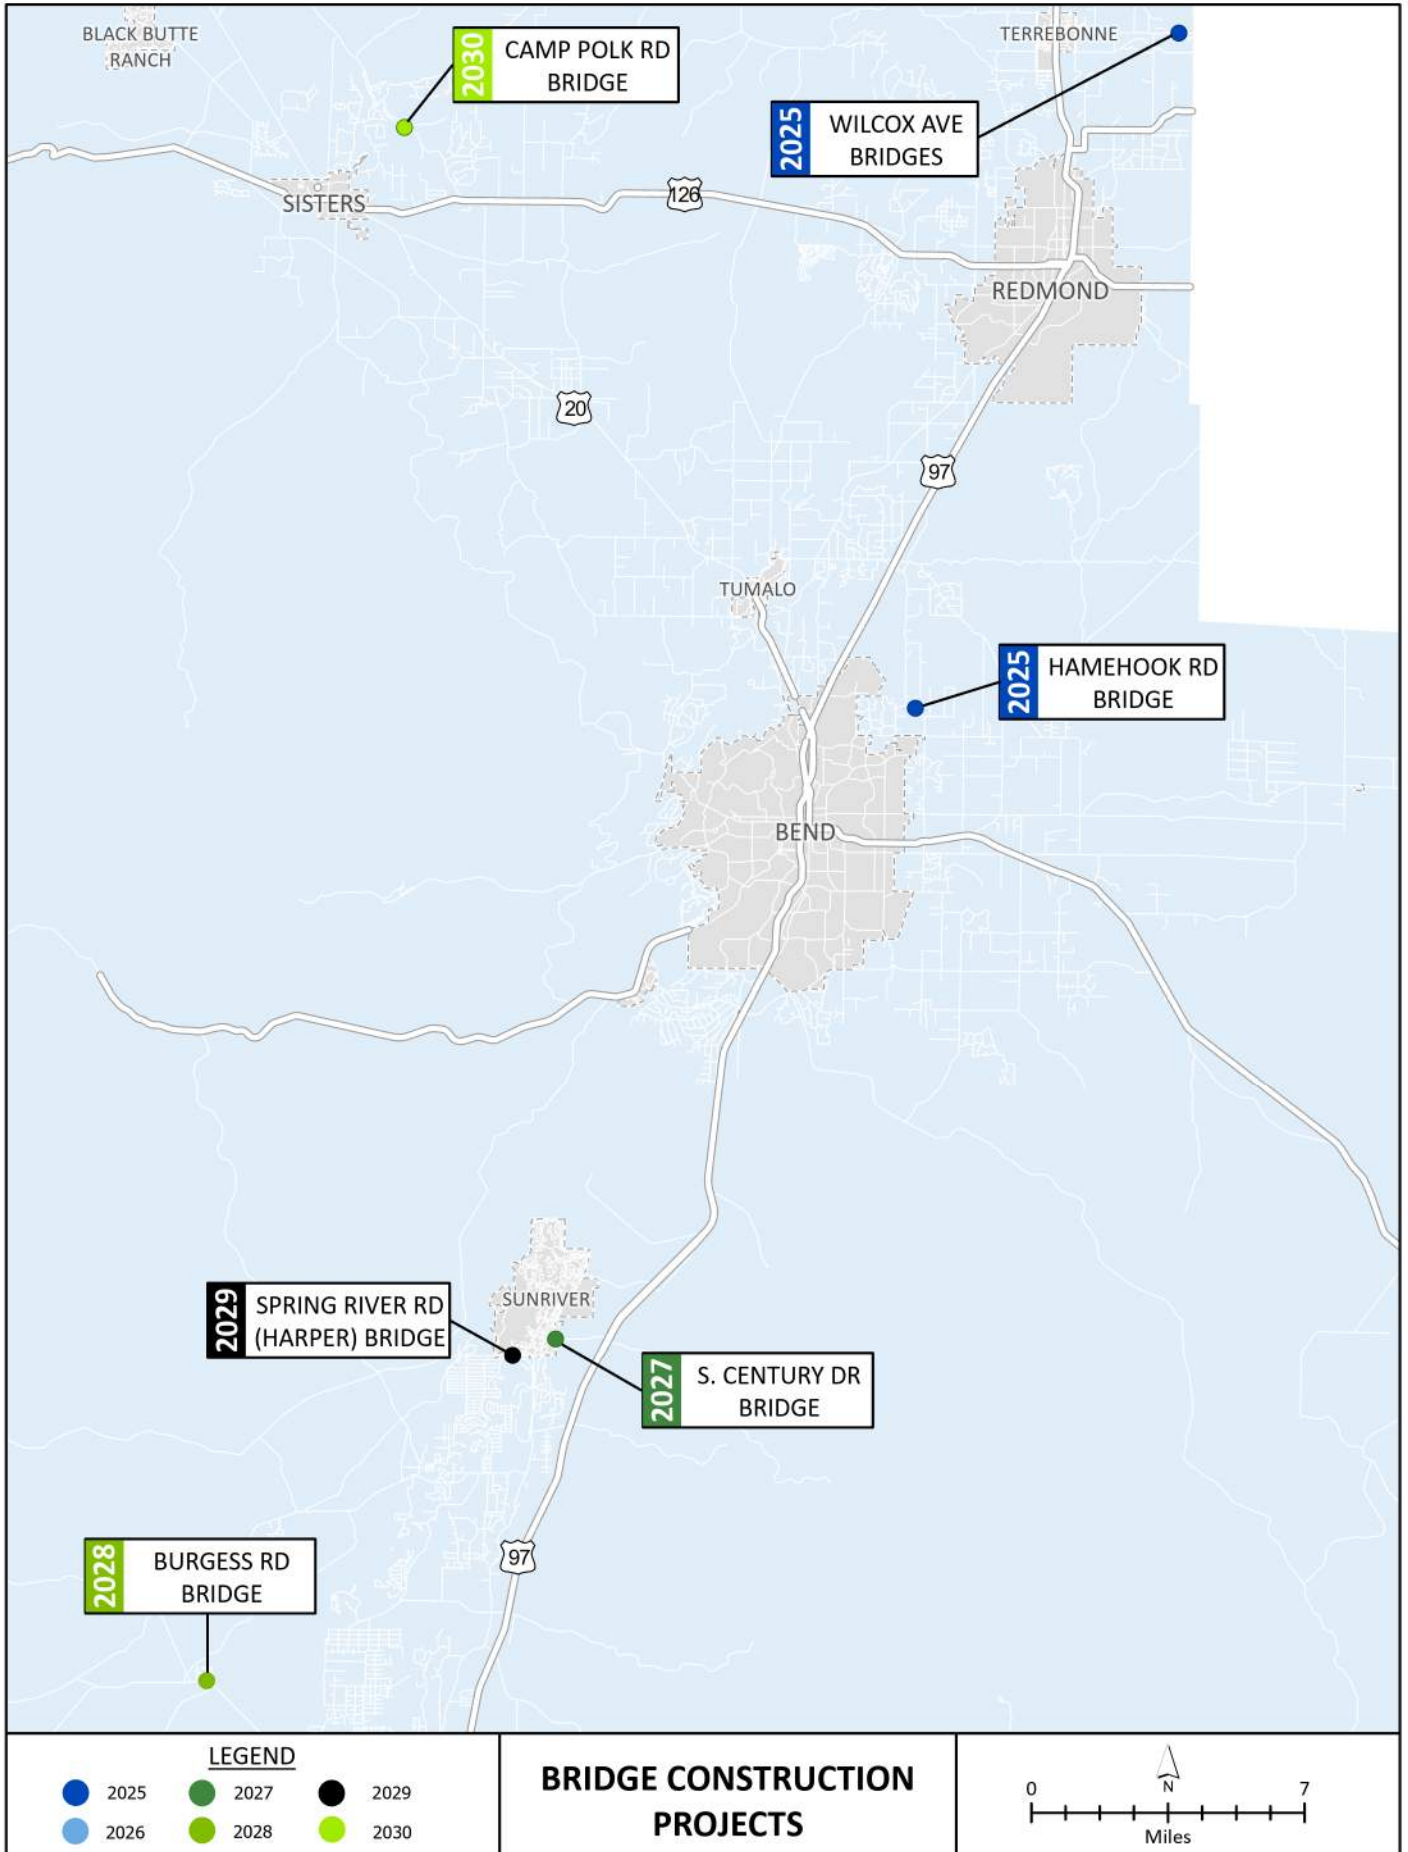 BLACK BUTTE
RANCH
2030
CAMP POLK RD
BRIDGE
TERREBONNE
2025
WILCOX AVE
BRIDGES
SISTERS
126
REDMOND
20
97
TUMALO
2025
HAMEHOOK RD
BRIDGE
BEND
2029
SPRING RIVER RD
(HARPER) BRIDGE
SUNRIVER
2027
S. CENTURY DR
BRIDGE
2028
BURGESS RD
BRIDGE
97
LEGEND
2025
2027
2029
2026
2028
2030
BRIDGE CONSTRUCTION
PROJECTS
0
N
7
Miles